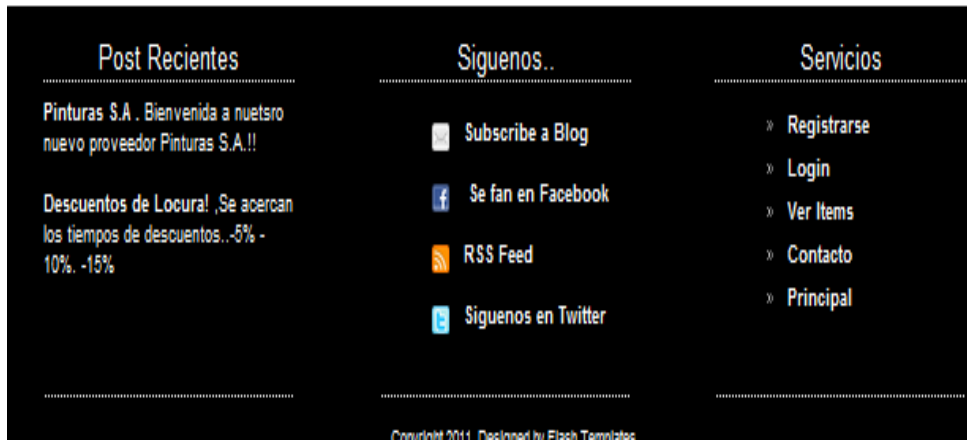 Post Recientes
Pinturas S.A . Bienvenida a nuetsro
nuevo proveedor Pinturas S.A.!!
Descuentos de Locura! ,Se acercan
los tiempos de descuentos..-5% -
10%. -15%
Siguenos..
Subscribe a Blog
Se fan en Facebook
RSS Feed
Siguenos en Twitter
Servicios
» Registrarse
» Login
» Ver Items
» Contacto
» Principal
Copyright 2011. Designed by Flash Templates